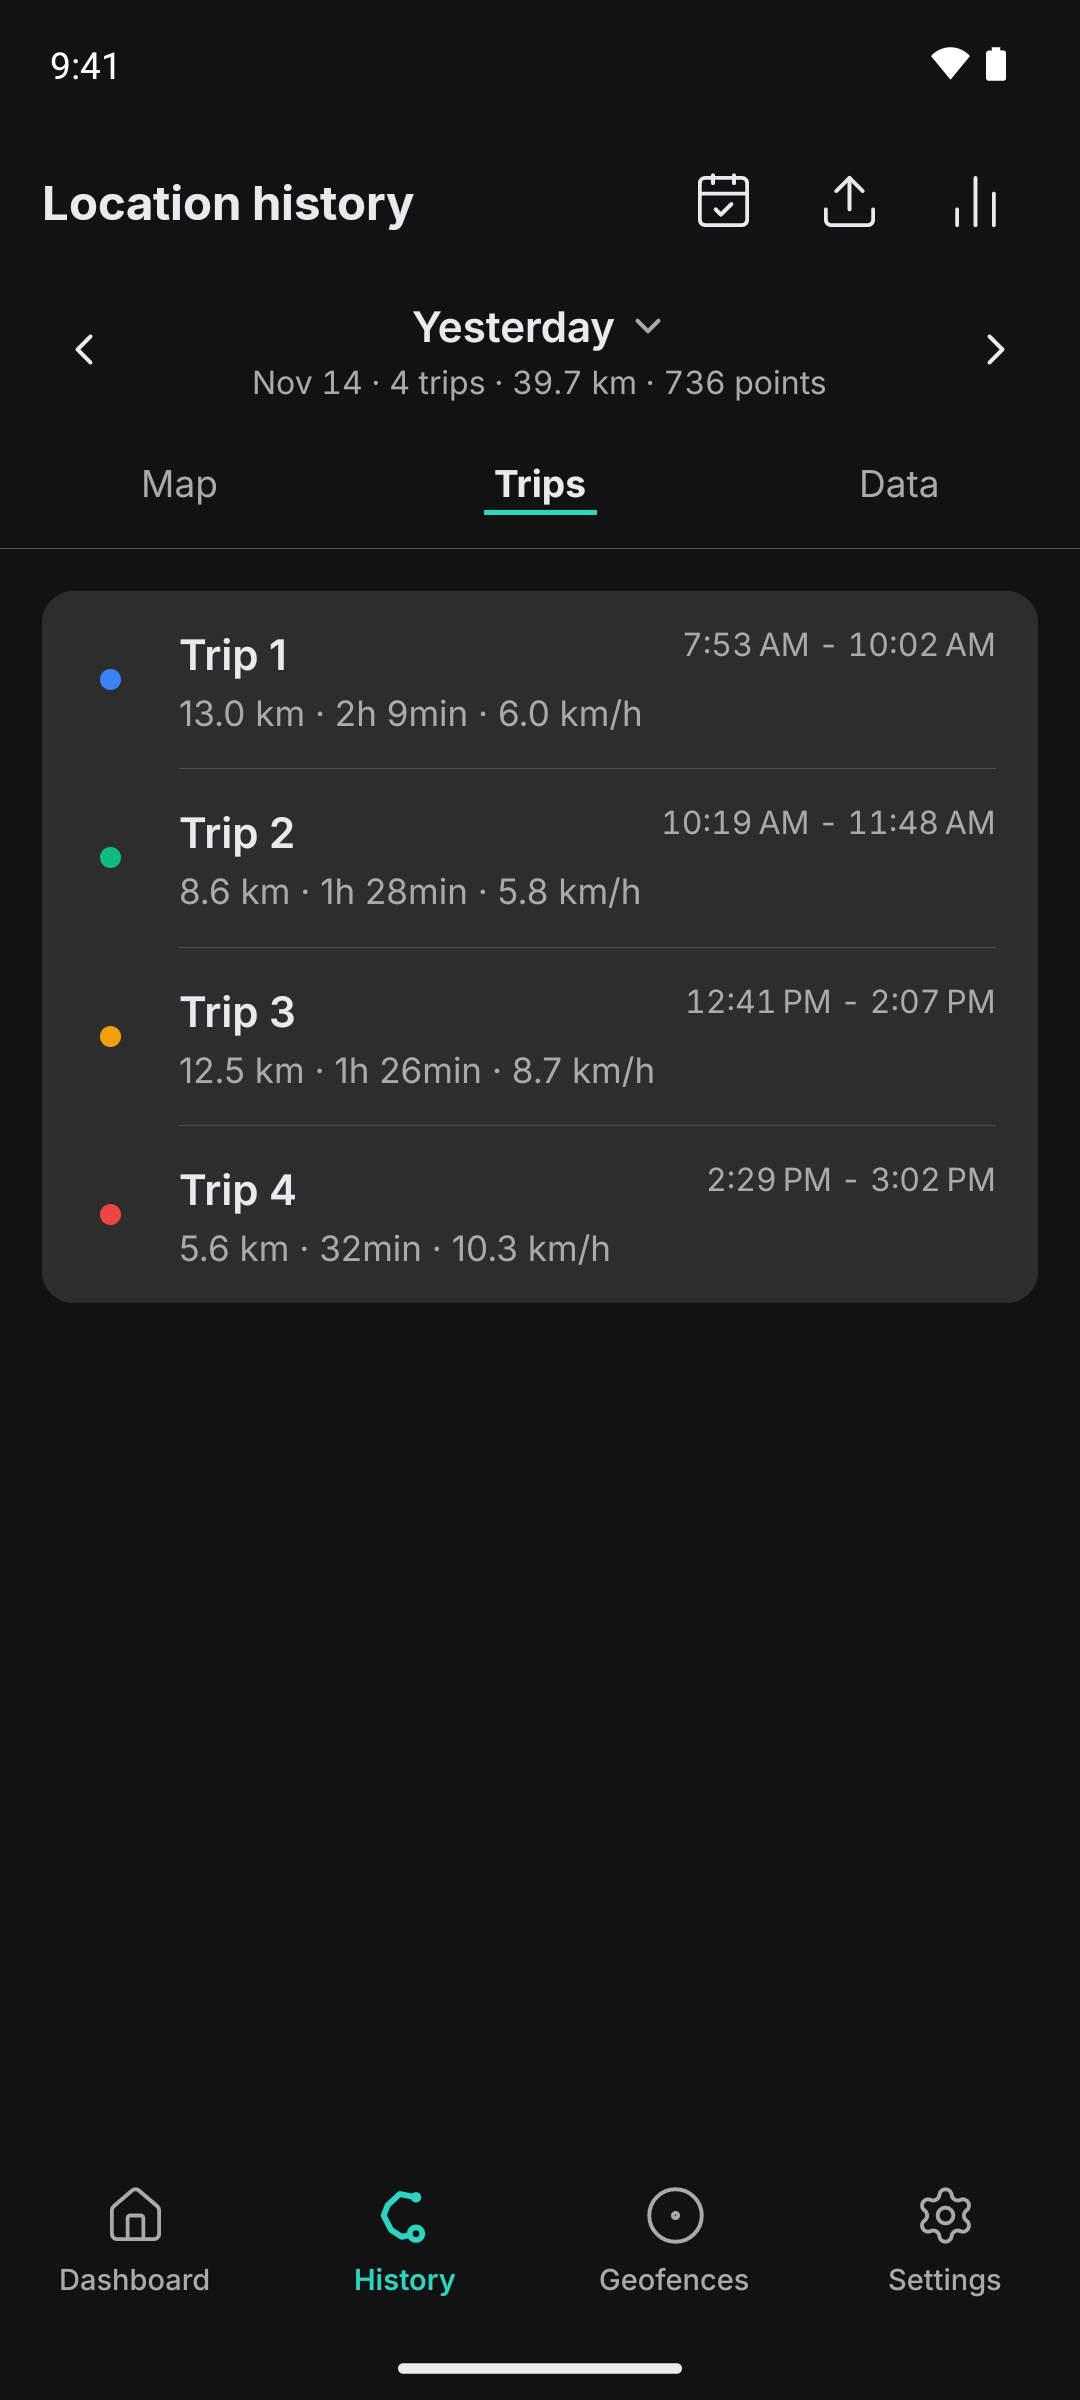 9:41
Location history
Yesterday
Nov 14 · 4 trips · 39.7 km · 736 points
Map
Trips
Data
Trip 1
7:53 AM - 10:02 AM
13.0 km · 2h 9min · 6.0 km/h
Trip 2
10:19 AM - 11:48 AM
8.6 km · 1h 28min · 5.8 km/h
Trip 3
12:41 PM - 2:07 PM
12.5 km · 1h 26min · 8.7 km/h
Trip 4
2:29 PM - 3:02 PM
5.6 km · 32min · 10.3 km/h
Dashboard
History
Geofences
Settings